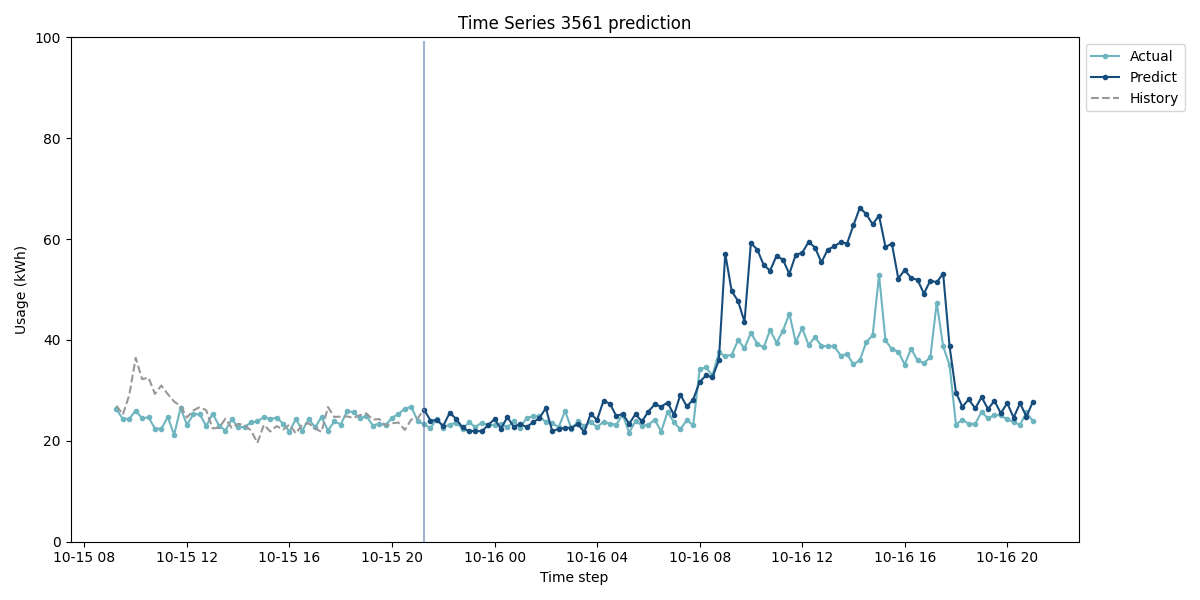 Time Series 3561 prediction
100
80
60
40
20
0
Usage (kWh)
10-15 08
10-15 12
10-15 16
10-15 20
10-16 00
10-16 04
10-16 08
10-16 12
10-16 16
10-16 20
Time step
Actual
Predict
History